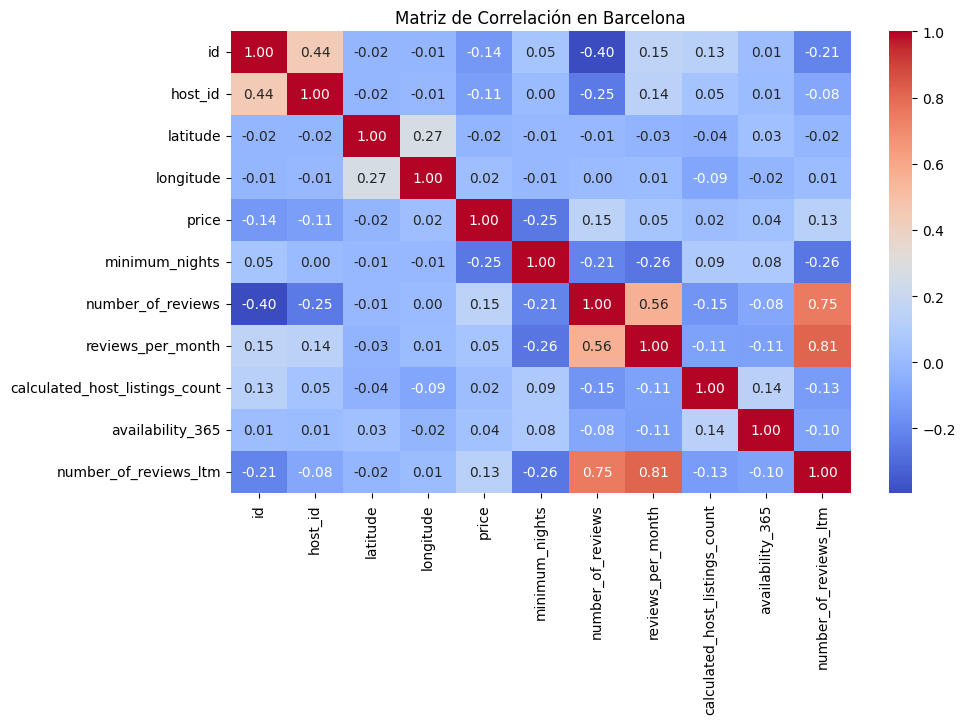 Matriz de Correlación en Barcelona
id 1.00 0.44 -0.02 -0.01 -0.14 0.05 -0.40 0.15 0.13 0.01 -0.21
host_id 0.44 1.00 -0.02 -0.01 -0.11 0.00 -0.25 0.14 0.05 0.01 -0.08
latitude -0.02 -0.02 1.00 0.27 -0.02 -0.01 -0.01 -0.03 -0.04 0.03 -0.02
longitude -0.01 -0.01 0.27 1.00 0.02 -0.01 0.00 0.01 -0.09 -0.02 0.01
price -0.14 -0.11 -0.02 0.02 1.00 -0.25 0.15 0.05 0.02 0.04 0.13
minimum_nights 0.05 0.00 -0.01 -0.01 -0.25 1.00 -0.21 -0.26 0.09 0.08 -0.26
number_of_reviews -0.40 -0.25 -0.01 0.00 0.15 -0.21 1.00 0.56 -0.15 -0.08 0.75
reviews_per_month 0.15 0.14 -0.03 0.01 0.05 -0.26 0.56 1.00 -0.11 -0.11 0.81
calculated_host_listings_count 0.13 0.05 -0.04 -0.09 0.02 0.09 -0.15 -0.11 1.00 0.14 -0.13
availability_365 0.01 0.01 0.03 -0.02 0.04 0.08 -0.08 -0.11 0.14 1.00 -0.10
number_of_reviews_ltm -0.21 -0.08 -0.02 0.01 0.13 -0.26 0.75 0.81 -0.13 -0.10 1.00
id
host_id
latitude
longitude
price
minimum_nights
number_of_reviews
reviews_per_month
calculated_host_listings_count
availability_365
number_of_reviews_ltm
1.0
0.8
0.6
0.4
0.2
0.0
-0.2